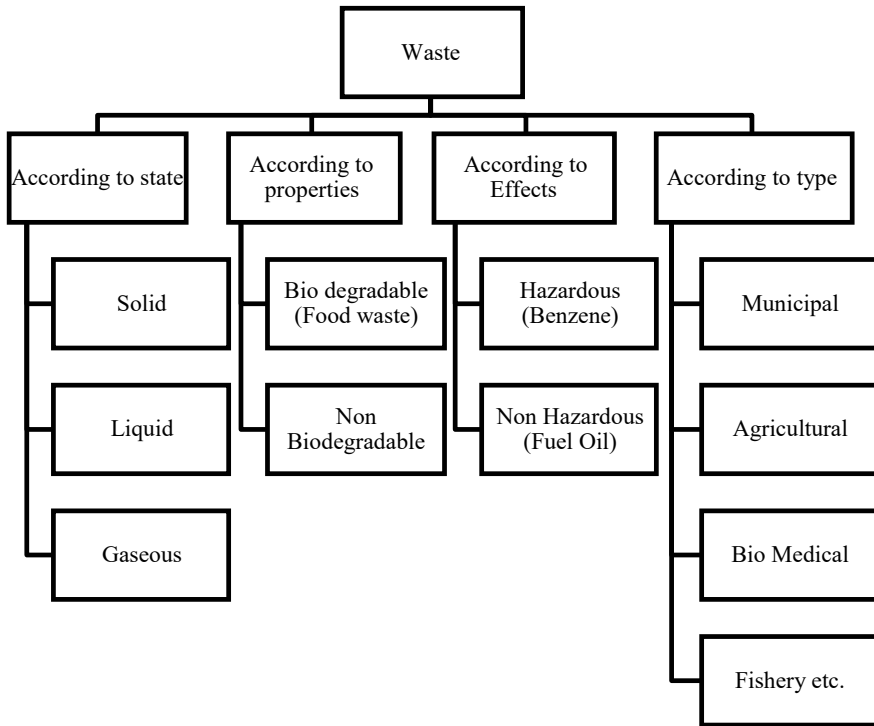 Waste
According to state
According to
properties
According to
Effects
According to type
Solid
Bio degradable
(Food waste)
Hazardous
(Benzene)
Municipal
Liquid
Non
Biodegradable
Non Hazardous
(Fuel Oil)
Agricultural
Gaseous
Bio Medical
Fishery etc.